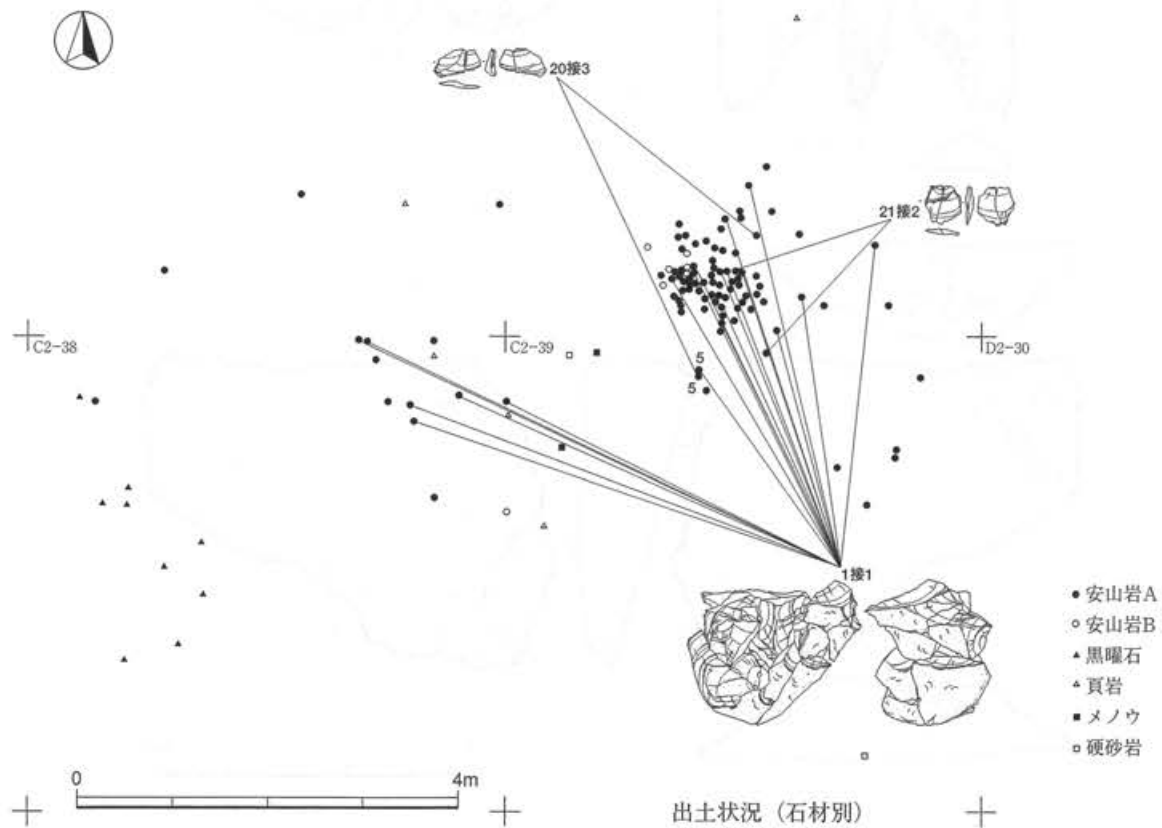 20接3
21接2
C2-38
C2-39
D2-30
5
5
1接1
安山岩A
安山岩B
黒曜石
頁岩
メノウ
硬砂岩
0 4m
出土状況（石材別）